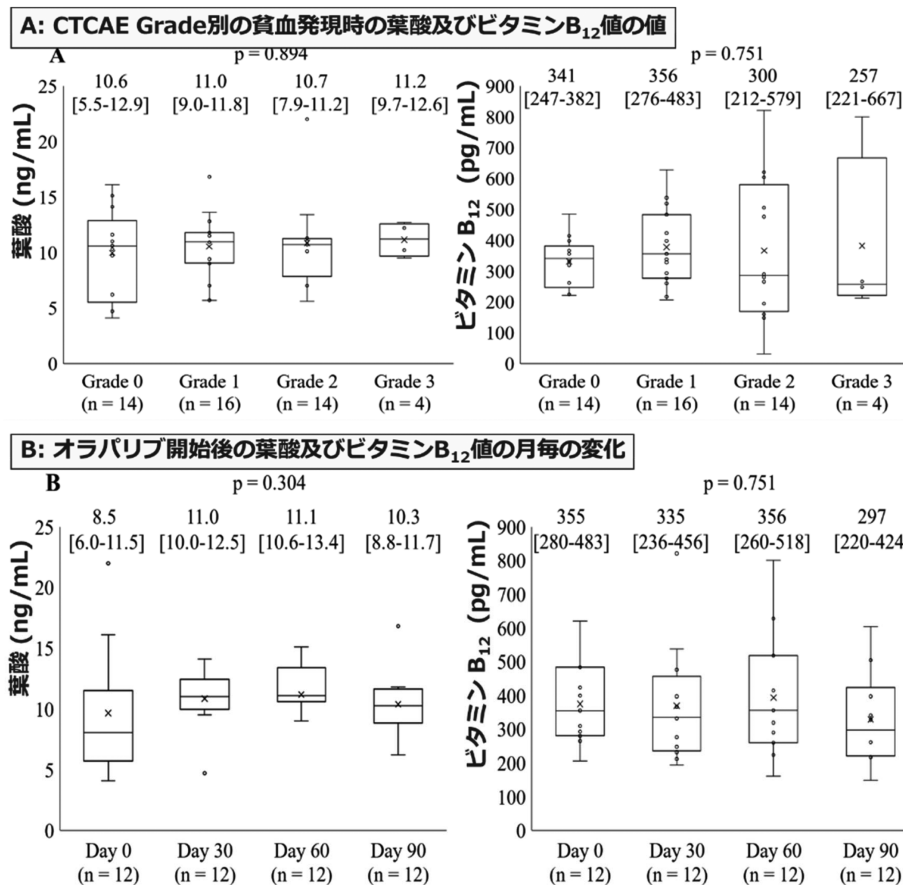 A: CTCAE Grade別の貧血発現時の葉酸及びビタミンB₁₂値の値
A
p = 0.894
10.6 11.0 10.7 11.2
[5.5-12.9] [9.0-11.8] [7.9-11.2] [9.7-12.6]
25
20
15
10
5
0
葉酸 (ng/mL)
Grade 0 Grade 1 Grade 2 Grade 3
(n = 14) (n = 16) (n = 14) (n = 4)
p = 0.751
341 356 300 257
[247-382] [276-483] [212-579] [221-667]
900
800
700
600
500
400
300
200
100
0
ビタミン B₁₂ (pg/mL)
Grade 0 Grade 1 Grade 2 Grade 3
(n = 14) (n = 16) (n = 14) (n = 4)
B: オラパリブ開始後の葉酸及びビタミンB₁₂値の月毎の変化
B
p = 0.304
8.5 11.0 11.1 10.3
[6.0-11.5] [10.0-12.5] [10.6-13.4] [8.8-11.7]
25
20
15
10
5
0
葉酸 (ng/mL)
Day 0 Day 30 Day 60 Day 90
(n = 12) (n = 12) (n = 12) (n = 12)
p = 0.751
355 335 356 297
[280-483] [236-456] [260-518] [220-424
900
800
700
600
500
400
300
200
100
0
ビタミン B₁₂ (pg/mL)
Day 0 Day 30 Day 60 Day 90
(n = 12) (n = 12) (n = 12) (n = 12)